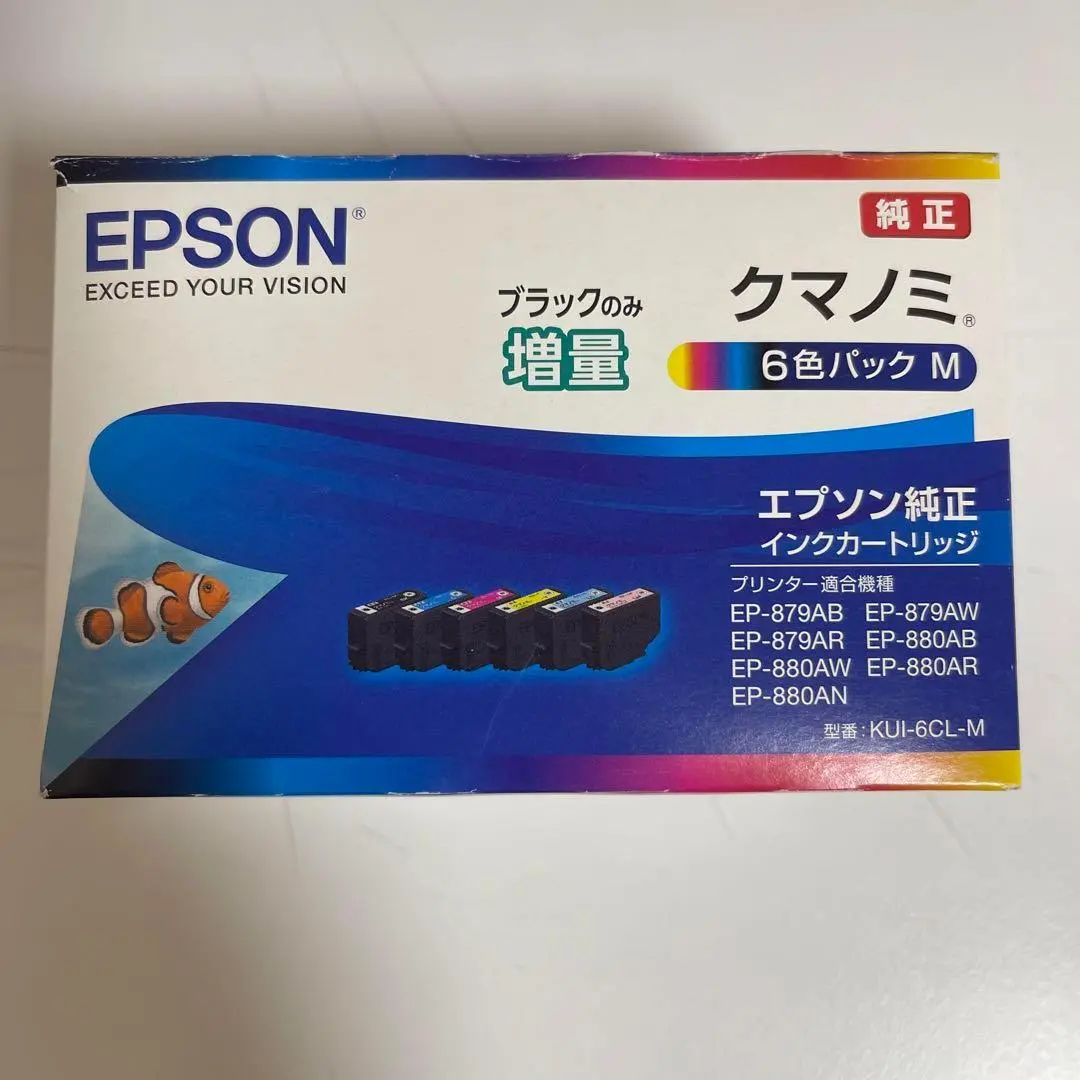 EPSON®
EXCEED YOUR VISION
純正
ブラックのみ
増量
クマノミ®
6色パック M
エプソン純正
インクカートリッジ
プリンター適合機種
EP-879AB EP-879AW
EP-879AR EP-880AB
EP-880AW EP-880AR
EP-880AN
型番:KUI-6CL-M